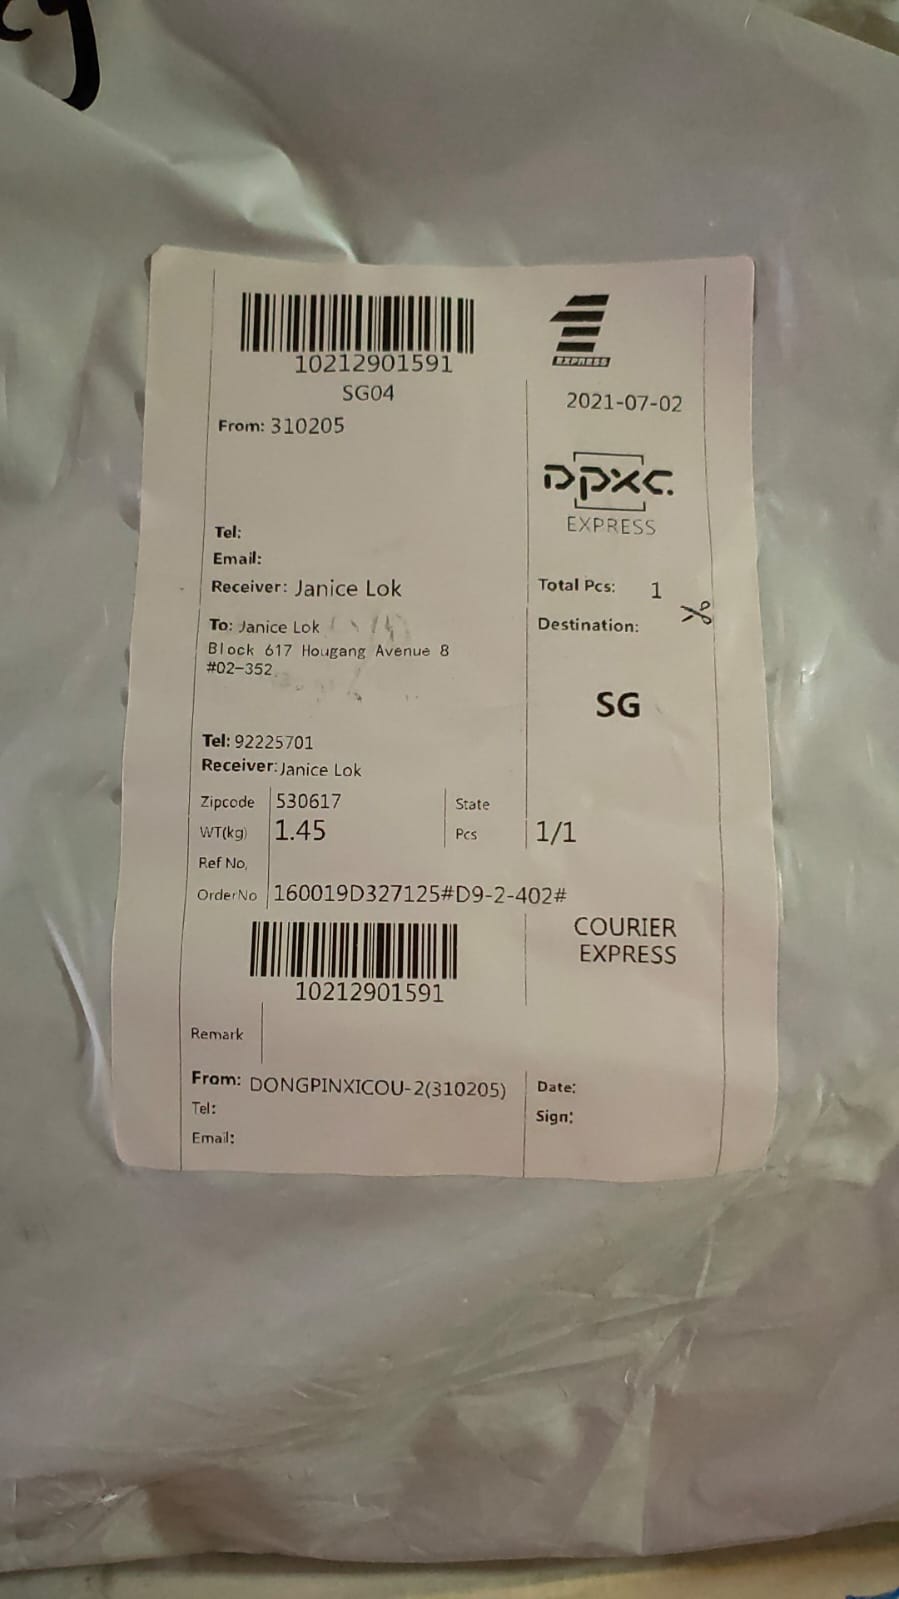 10212901591
SG04
EXPRESS
2021-07-02
From: 310205
DPXC.
EXPRESS
Tel:
Email:
Receiver: Janice Lok
Total Pcs: 1
To: Janice Lok
Block 617 Hougang Avenue 8
#02-352
Destination:
SG
Tel: 92225701
Receiver: Janice Lok
Zipcode 530617 State
WT(kg) 1.45 Pcs 1/1
Ref No,
OrderNo 160019D327125#D9-2-402#
COURIER
EXPRESS
10212901591
Remark
From: DONGPINXICOU-2(310205)
Date:
Tel:
Sign:
Email: